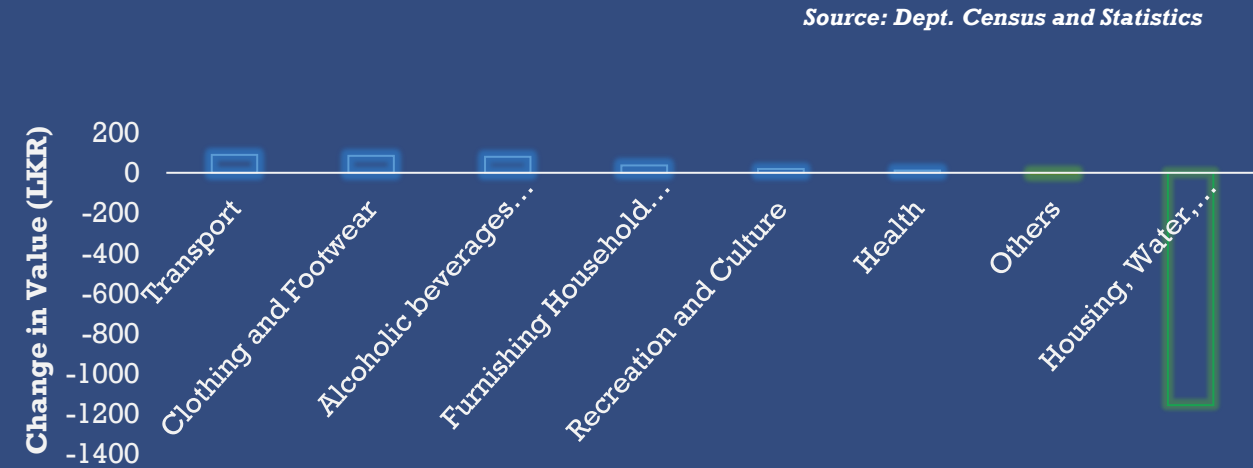 Source: Dept. Census and Statistics
Change in Value (LKR)
200
0
-200
-400
-600
-800
-1000
-1200
-1400
Transport
Clothing and Footwear
Alcoholic beverages...
Furnishing Household...
Recreation and Culture
Health
Others
Housing, Water,...